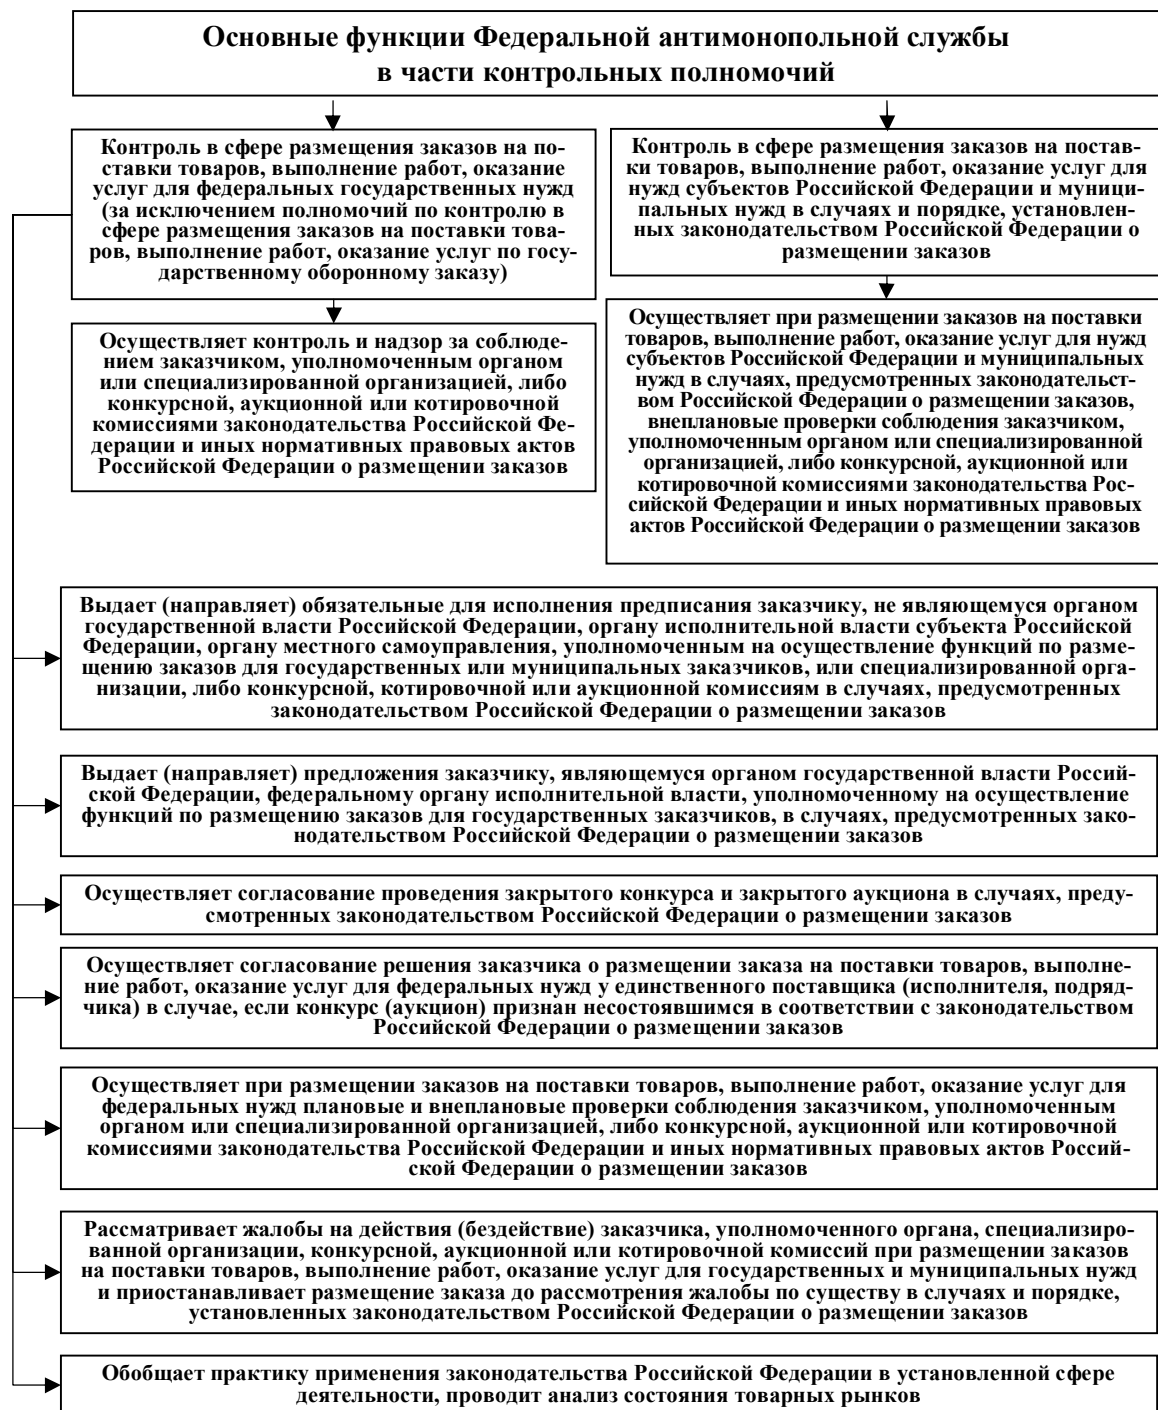 Основные функции Федеральной антимонопольной службы
в части контрольных полномочий
Контроль в сфере размещения заказов на по-
ставки товаров, выполнение работ, оказание
услуг для федеральных государственных нужд
(за исключением полномочий по контролю в
сфере размещения заказов на поставки това-
ров, выполнение работ, оказание услуг по госу-
дарственному оборонному заказу)
Контроль в сфере размещения заказов на постав-
ки товаров, выполнение работ, оказание услуг для
нужд субъектов Российской Федерации и муници-
пальных нужд в случаях и порядке, установлен-
ных законодательством Российской Федерации о
размещении заказов
Осуществляет контроль и надзор за соблюде-
нием заказчиком, уполномоченным органом
или специализированной организацией, либо
конкурсной, аукционной или котировочной
комиссиями законодательства Российской Фе-
дерации и иных нормативных правовых актов
Российской Федерации о размещении заказов
Осуществляет при размещении заказов на поставки
товаров, выполнение работ, оказание услуг для нужд
субъектов Российской Федерации и муниципальных
нужд в случаях, предусмотренных законодательст-
вом Российской Федерации о размещении заказов,
внеплановые проверки соблюдения заказчиком,
уполномоченным органом или специализированной
организацией, либо конкурсной, аукционной или
котировочной комиссиями законодательства Рос-
сийской Федерации и иных нормативных правовых
актов Российской Федерации о размещении заказов
Выдает (направляет) обязательные для исполнения предписания заказчику, не являющемуся органом
государственной власти Российской Федерации, органу исполнительной власти субъекта Российской
Федерации, органу местного самоуправления, уполномоченным на осуществление функций по разме-
щению заказов для государственных или муниципальных заказчиков, или специализированной орга-
низации, либо конкурсной, котировочной или аукционной комиссиям в случаях, предусмотренных
законодательством Российской Федерации о размещении заказов
Выдает (направляет) предложения заказчику, являющемуся органом государственной власти Россий-
ской Федерации, федеральному органу исполнительной власти, уполномоченному на осуществление
функций по размещению заказов для государственных заказчиков, в случаях, предусмотренных зако-
нодательством Российской Федерации о размещении заказов
Осуществляет согласование проведения закрытого конкурса и закрытого аукциона в случаях, преду-
смотренных законодательством Российской Федерации о размещении заказов
Осуществляет согласование решения заказчика о размещении заказа на поставки товаров, выполне-
ние работ, оказание услуг для федеральных нужд у единственного поставщика (исполнителя, подряд-
чика) в случае, если конкурс (аукцион) признан несостоявшимся в соответствии с законодательством
Российской Федерации о размещении заказов
Осуществляет при размещении заказов на поставки товаров, выполнение работ, оказание услуг для
федеральных нужд плановые и внеплановые проверки соблюдения заказчиком, уполномоченным
органом или специализированной организацией, либо конкурсной, аукционной или котировочной
комиссиями законодательства Российской Федерации и иных нормативных правовых актов Россий-
ской Федерации о размещении заказов
Рассматривает жалобы на действия (бездействие) заказчика, уполномоченного органа, специализиро-
ванной организации, конкурсной, аукционной или котировочной комиссий при размещении заказов
на поставки товаров, выполнение работ, оказание услуг для государственных и муниципальных нужд
и приостанавливает размещение заказа до рассмотрения жалобы по существу в случаях и порядке,
установленных законодательством Российской Федерации о размещении заказов
Обобщает практику применения законодательства Российской Федерации в установленной сфере
деятельности, проводит анализ состояния товарных рынков